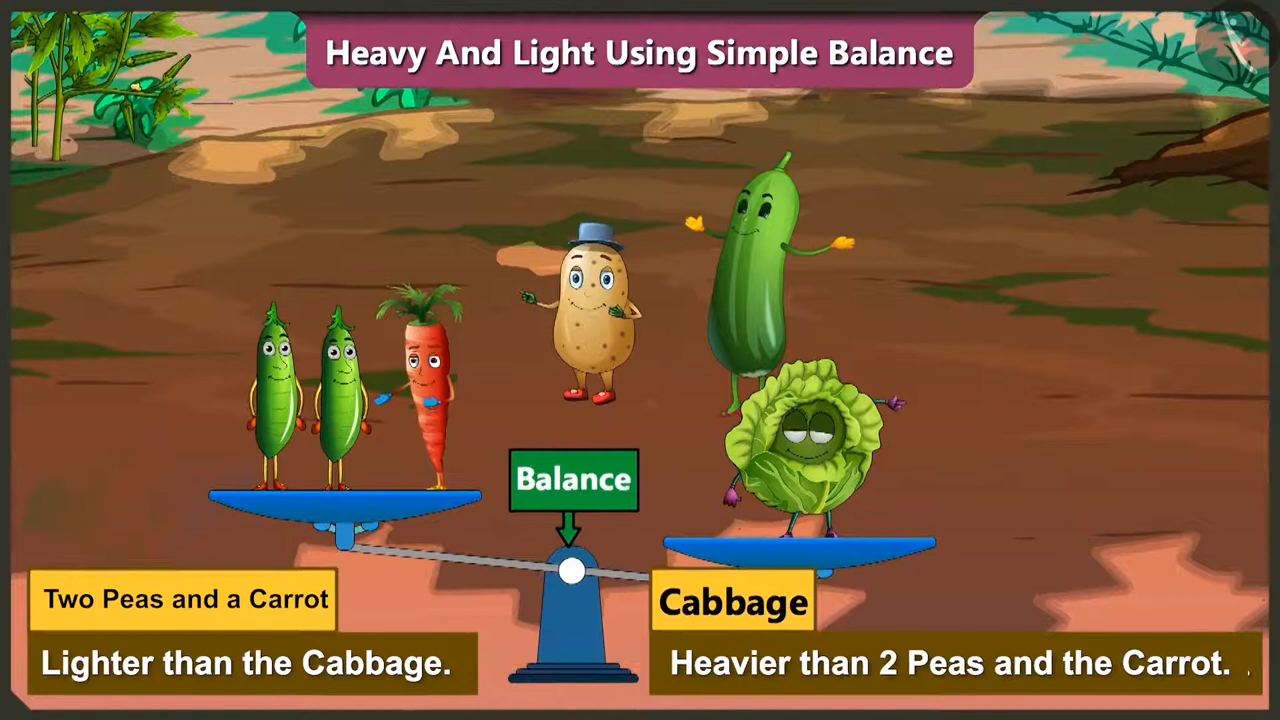 Heavy And Light Using Simple Balance
Balance
Two Peas and a Carrot
Lighter than the Cabbage.
Cabbage
Heavier than 2 Peas and the Carrot. .